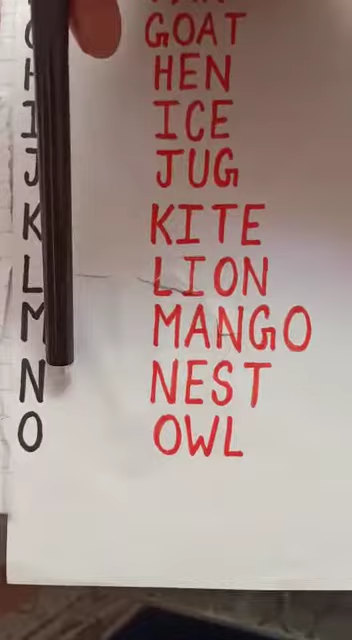 G GOAT
H HEN
I ICE
J JUG
K KITE
L LION
M MANGO
N NEST
O OWL